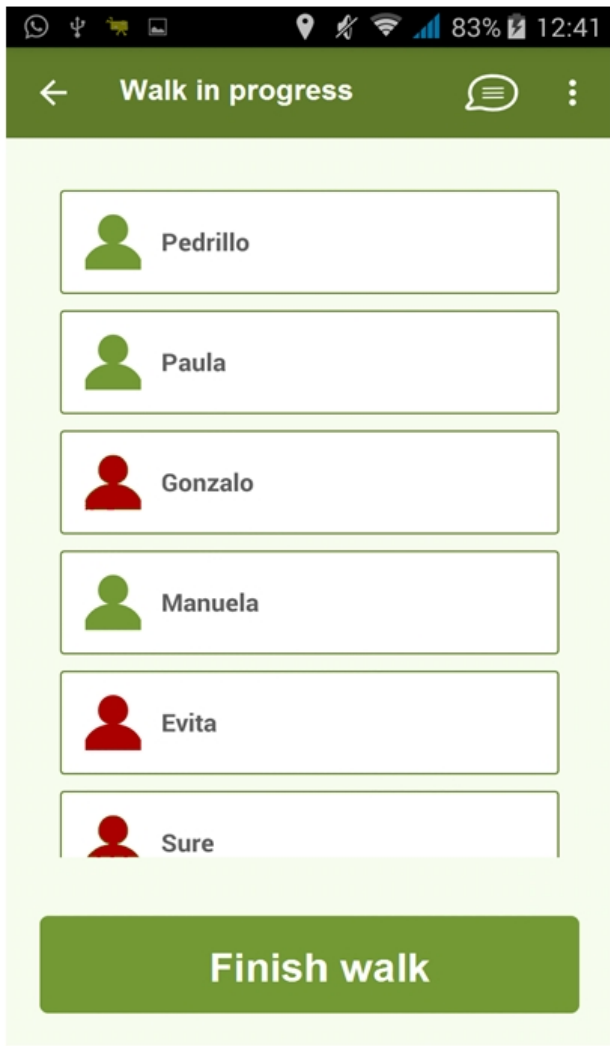 83% 12:41
Walk in progress
Pedrillo
Paula
Gonzalo
Manuela
Evita
Sure
Finish walk